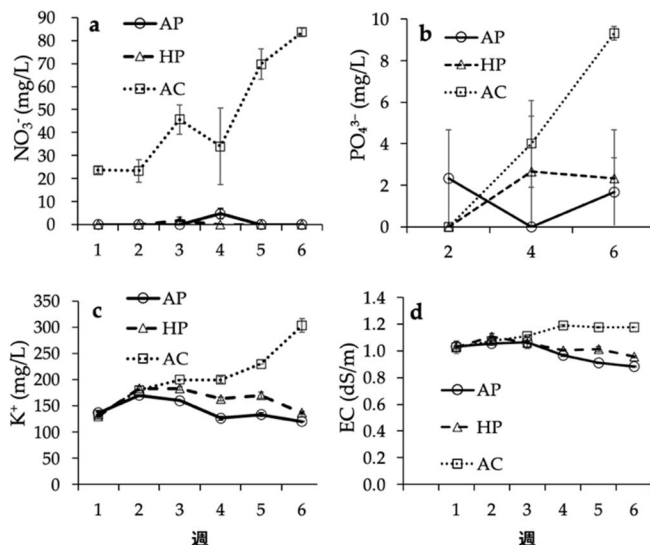 a
NO₃⁻ (mg/L)
90
80
70
60
50
40
30
20
10
0
AP
HP
AC
1 2 3 4 5 6
b
PO₄³⁻ (mg/L)
10
8
6
4
2
0
AP
HP
AC
2 4 6
c
K⁺ (mg/L)
350
300
250
200
150
100
50
0
AP
HP
AC
1 2 3 4 5 6
週
d
EC (dS/m)
1.4
1.2
1.0
0.8
0.6
0.4
0.2
0.0
AP
HP
AC
1 2 3 4 5 6
週